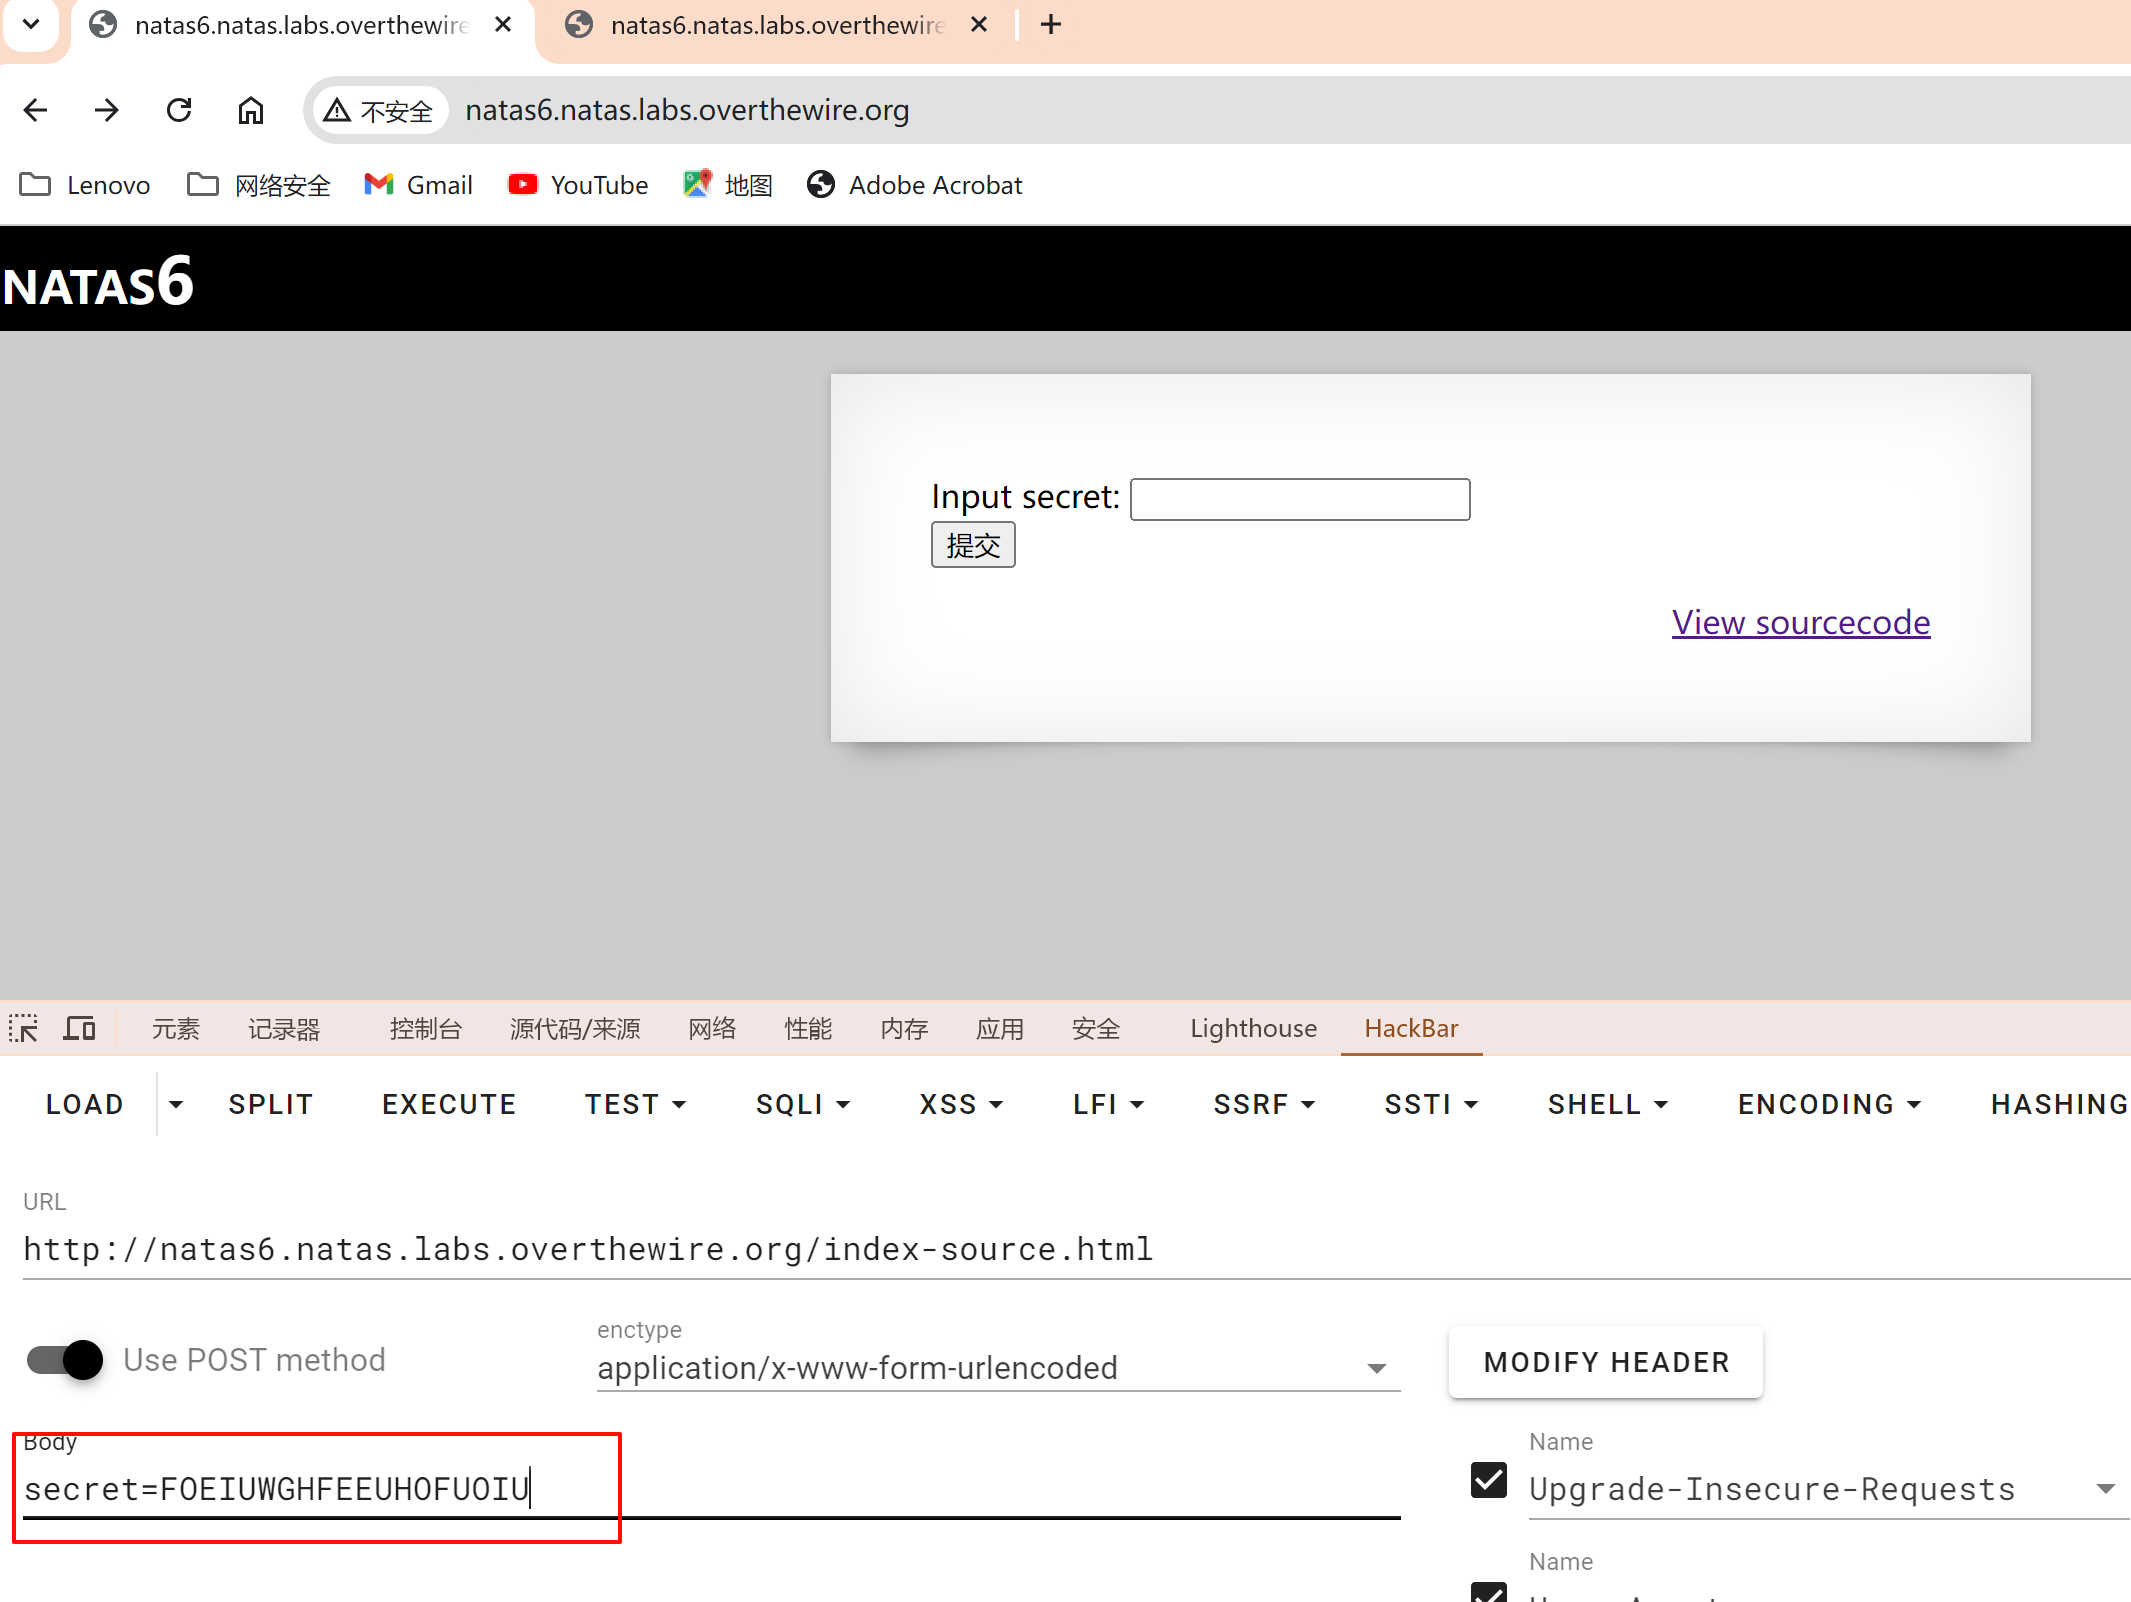 natas6.natas.labs.overthewire
natas6.natas.labs.overthewire
不安全 natas6.natas.labs.overthewire.org
Lenovo 网络安全 Gmail YouTube 地图 Adobe Acrobat
NATAS6
Input secret:
提交
View sourcecode
元素 记录器 控制台 源代码/来源 网络 性能 内存 应用 安全 Lighthouse HackBar
LOAD SPLIT EXECUTE TEST SQLI XSS LFI SSRF SSTI SHELL ENCODING HASHING
URL
http://natas6.natas.labs.overthewire.org/index-source.html
Use POST method
enctype
application/x-www-form-urlencoded
MODIFY HEADER
Body
secret=FOEIUWGHFEEUHOFUOIU
Name
Upgrade-Insecure-Requests
Name